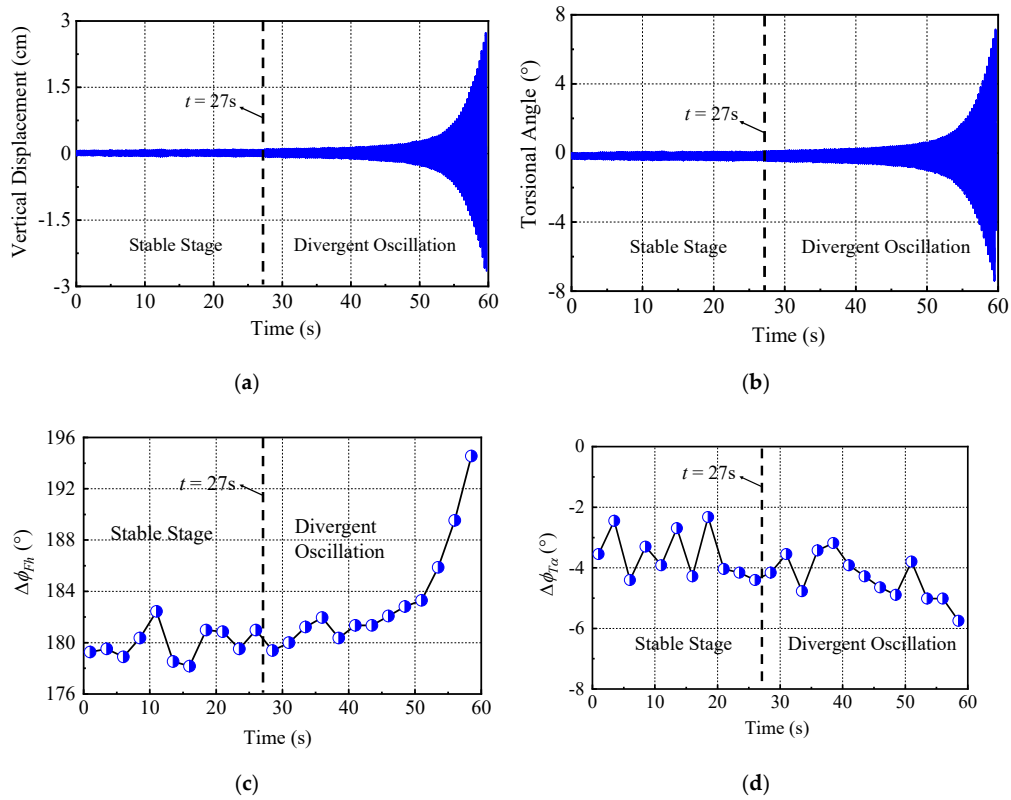 3
1.5
0
-1.5
-3
Vertical Displacement (cm)
t = 27s
Stable Stage
Divergent Oscillation
0
10
20
30
40
50
60
Time (s)
(a)
8
4
0
-4
-8
Torsional Angle (°)
t = 27s
Stable Stage
Divergent Oscillation
0
10
20
30
40
50
60
Time (s)
(b)
196
192
188
184
180
176
Δϕ_Fh (°)
t = 27s
Stable Stage
Divergent
Oscillation
0
10
20
30
40
50
60
Time (s)
(c)
0
-2
-4
-6
-8
Δϕ_Tα (°)
t = 27s
Stable Stage
Divergent Oscillation
0
10
20
30
40
50
60
Time (s)
(d)